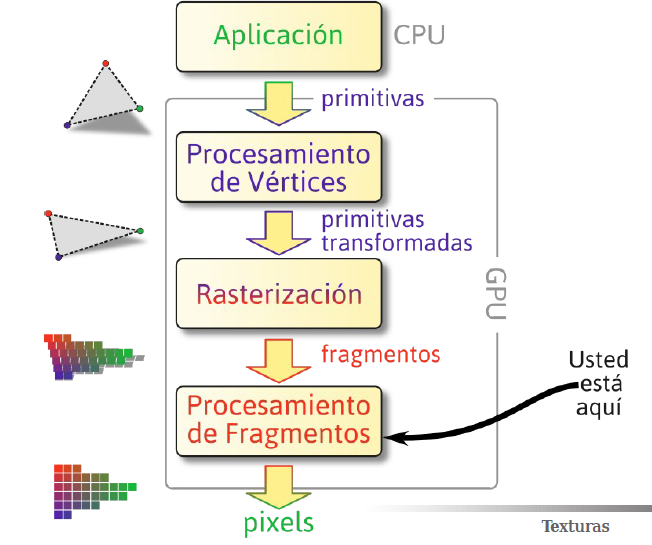 Aplicación
CPU
primitivas
Procesamiento
de Vértices
primitivas
transformadas
Rasterización
GPU
fragmentos
Usted
está
aquí
Procesamiento
de Fragmentos
pixels
Texturas